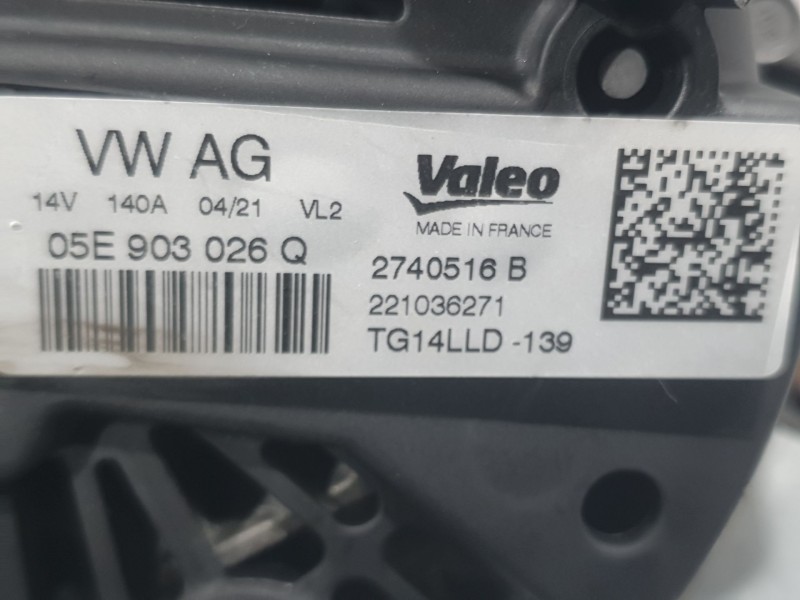 VW AG
14V 140A 04/21 VL2
05E 903 026 Q
Valeo
MADE IN FRANCE
2740516 B
221036271
TG14LLD -139